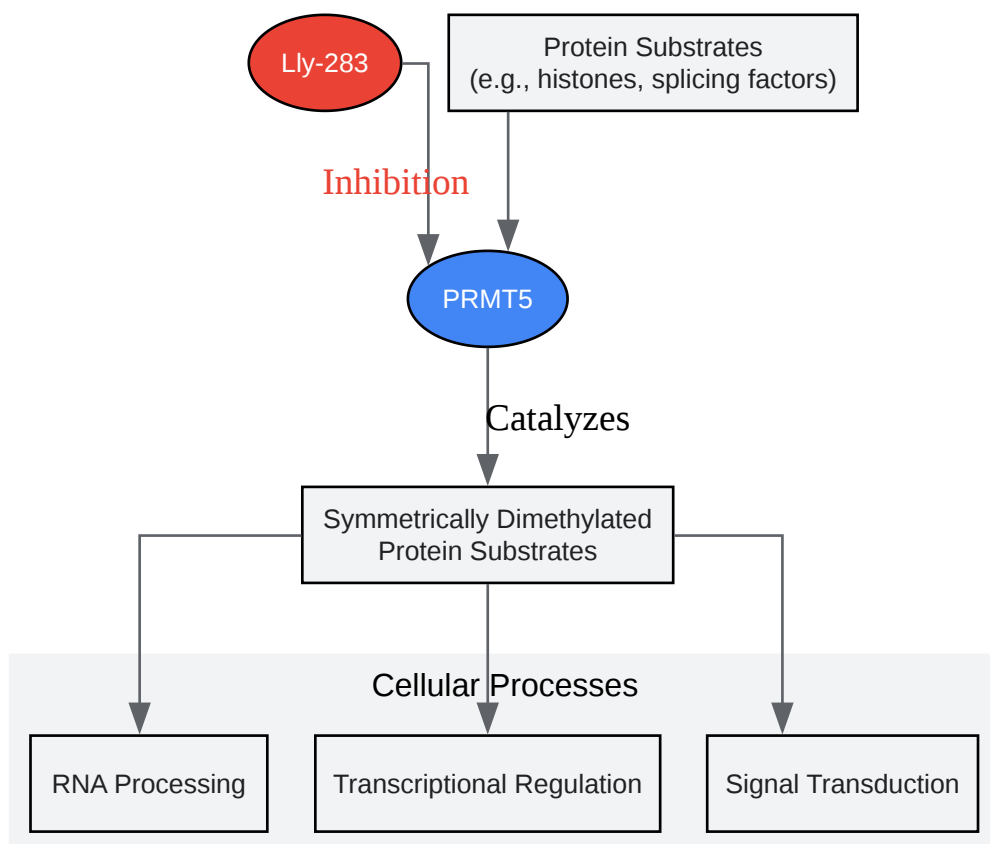 Lly-283
Protein Substrates
(e.g., histones, splicing factors)
Inhibition
PRMT5
Catalyzes
Symmetrically Dimethylated
Protein Substrates
Cellular Processes
RNA Processing
Transcriptional Regulation
Signal Transduction